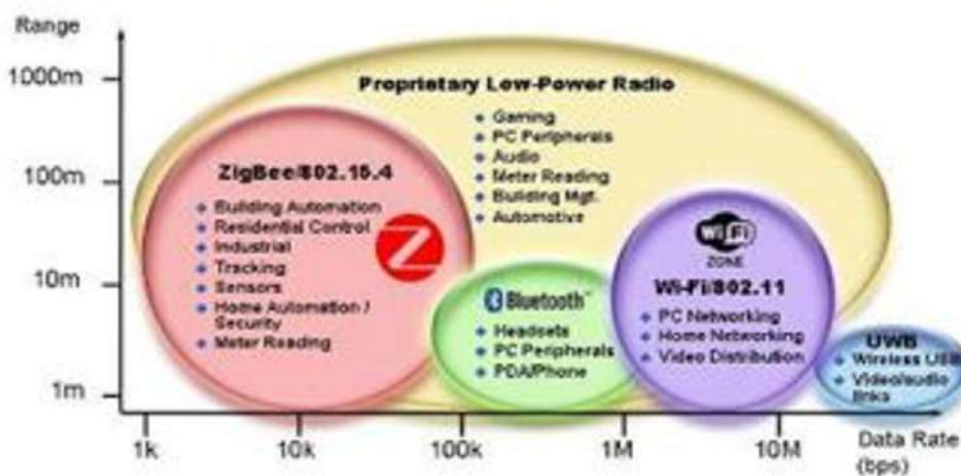 Range
1000m
100m
10m
1m
Proprietary Low-Power Radio
Gaming
PC Peripherals
Audio
Meter Reading
Building Mgt.
Automotive
ZigBee/802.15.4
Building Automation
Residential Control
Industrial
Tracking
Sensors
Home Automation /
Security
Meter Reading
Z
Bluetooth™
Headsets
PC Peripherals
PDA/Phone
Wi Fi
ZONE
Wi-Fi/802.11
PC Networking
Home Networking
Video Distribution
UWB
Wireless USB
Video/audio
links
1k
10k
100k
1M
10M
Data Rate
(bps)